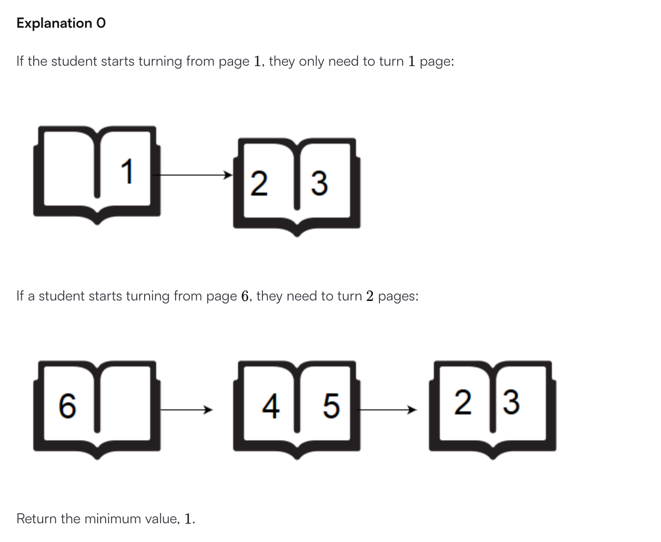 Explanation 0
If the student starts turning from page 1, they only need to turn 1 page:
1 2 3
If a student starts turning from page 6, they need to turn 2 pages:
6 4 5 2 3
Return the minimum value, 1.